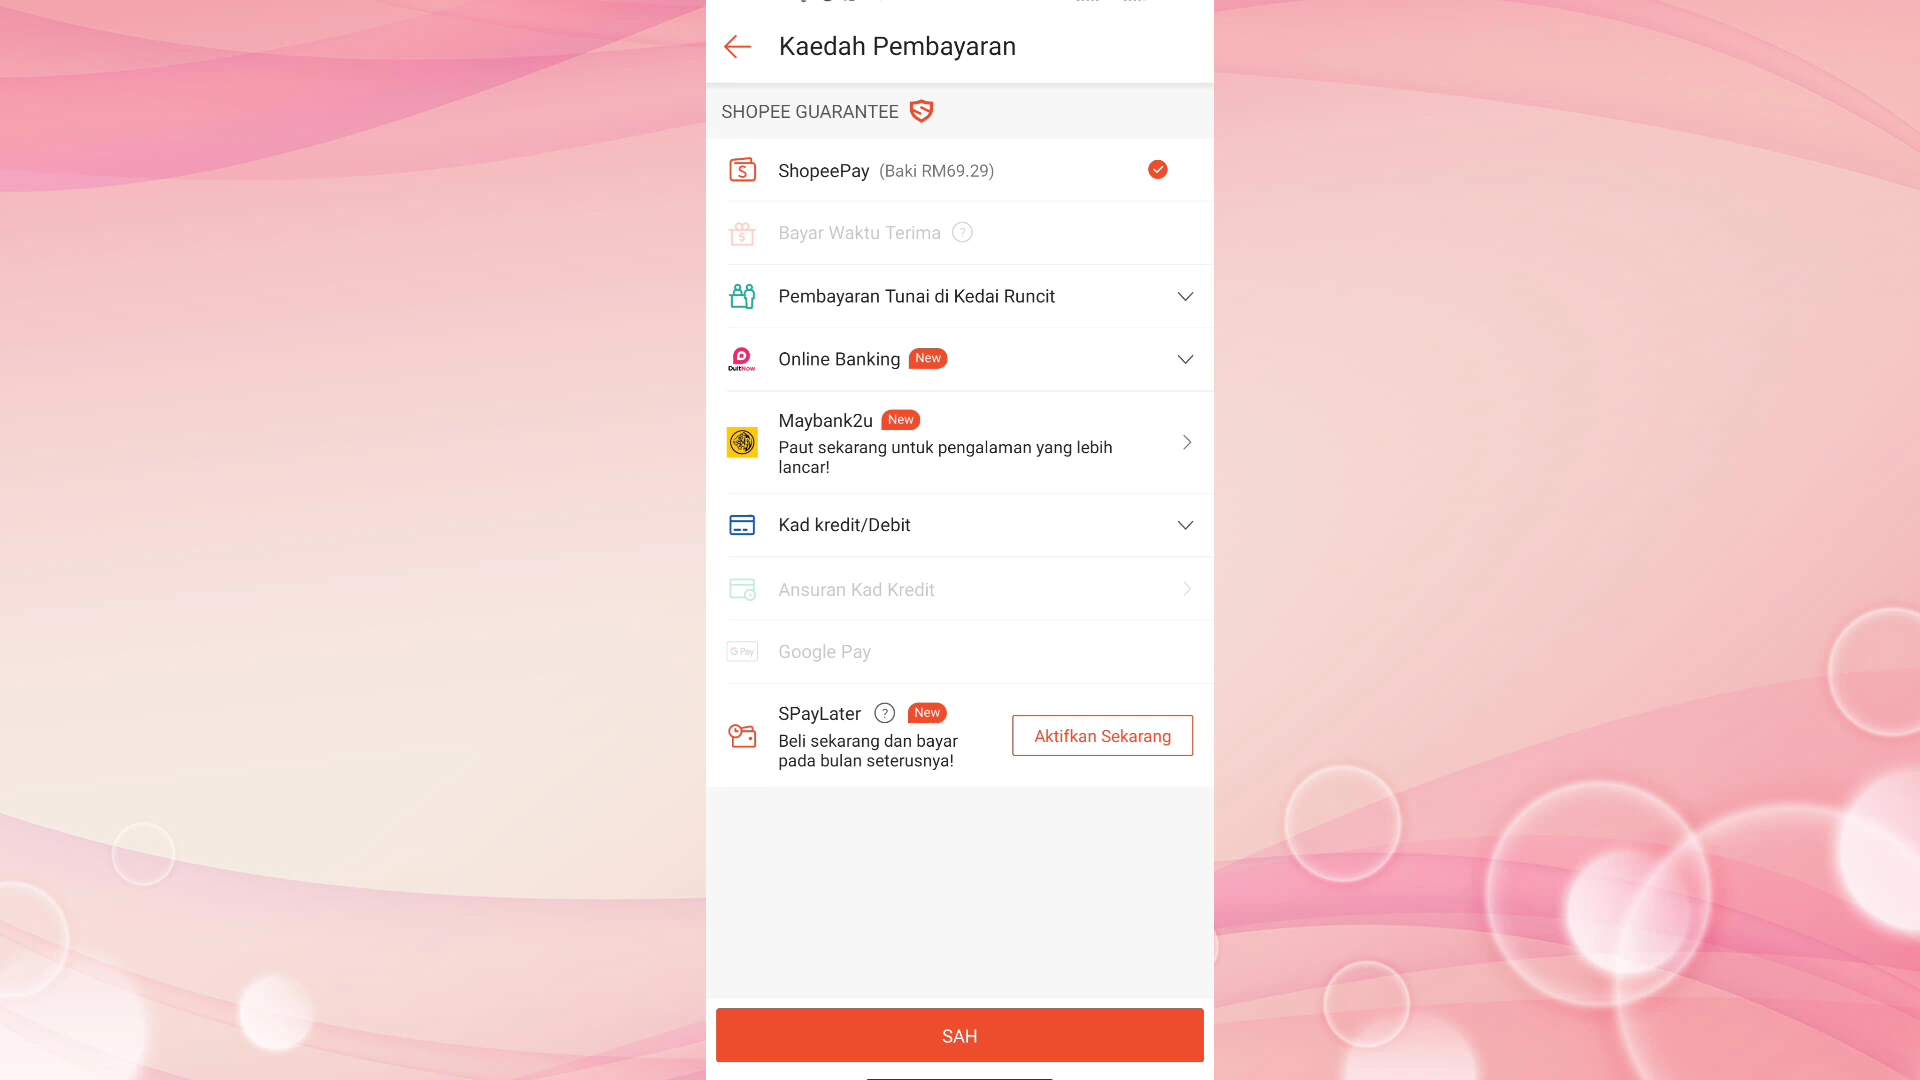 Kaedah Pembayaran
SHOPEE GUARANTEE
ShopeePay (Baki RM69.29)
Bayar Waktu Terima ?
Pembayaran Tunai di Kedai Runcit
DuitNow
Online Banking New
Maybank2u New
Paut sekarang untuk pengalaman yang lebih
lancar!
Kad kredit/Debit
Ansuran Kad Kredit
G Pay
Google Pay
SPayLater ? New
Beli sekarang dan bayar
pada bulan seterusnya!
Aktifkan Sekarang
SAH